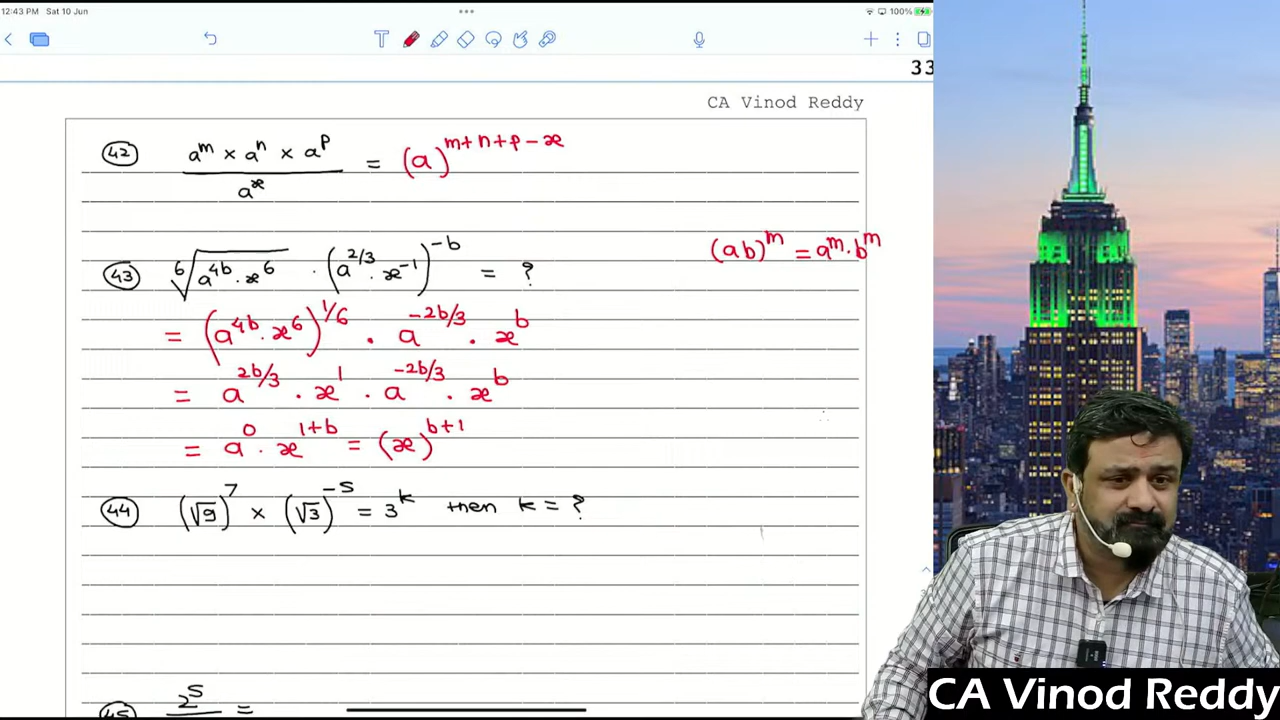 12:43 PM Sat 10 Jun
100%
T
33
CA Vinod Reddy
42 a^m × a^n × a^p / a^x = (a)^(m+n+p-x)
(ab)^m = a^m · b^m
43 ⁶√(a^4b · x^6) · (a^2/3 · x^-1)^-b = ?
= (a^4b · x^6)^1/6 · a^-2b/3 · x^b
= a^2b/3 · x^1 · a^-2b/3 · x^b
= a^0 · x^(1+b) = (x)^(b+1)
44 (√9)^7 × (√3)^-5 = 3^k then k = ?
45 2^5 =
CA Vinod Reddy